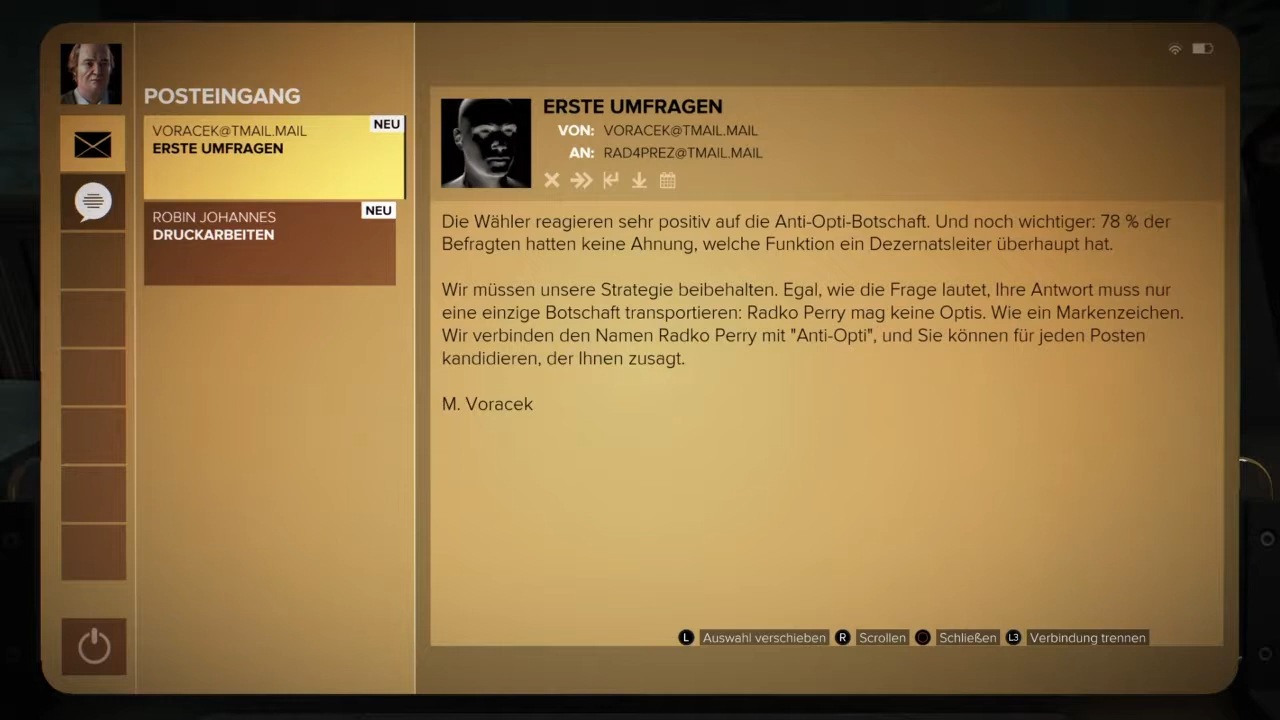 POSTEINGANG
VORACEK@TMAIL.MAIL
NEU
ERSTE UMFRAGEN
ROBIN JOHANNES
NEU
DRUCKARBEITEN
ERSTE UMFRAGEN
VON: VORACEK@TMAIL.MAIL
AN: RAD4PREZ@TMAIL.MAIL
Die Wähler reagieren sehr positiv auf die Anti-Opti-Botschaft. Und noch wichtiger: 78 % der
Befragten hatten keine Ahnung, welche Funktion ein Dezernatsleiter überhaupt hat.
Wir müssen unsere Strategie beibehalten. Egal, wie die Frage lautet, Ihre Antwort muss nur
eine einzige Botschaft transportieren: Radko Perry mag keine Optis. Wie ein Markenzeichen.
Wir verbinden den Namen Radko Perry mit "Anti-Opti", und Sie können für jeden Posten
kandidieren, der Ihnen zusagt.
M. Voracek
L Auswahl verschieben R Scrollen Schließen L3 Verbindung trennen